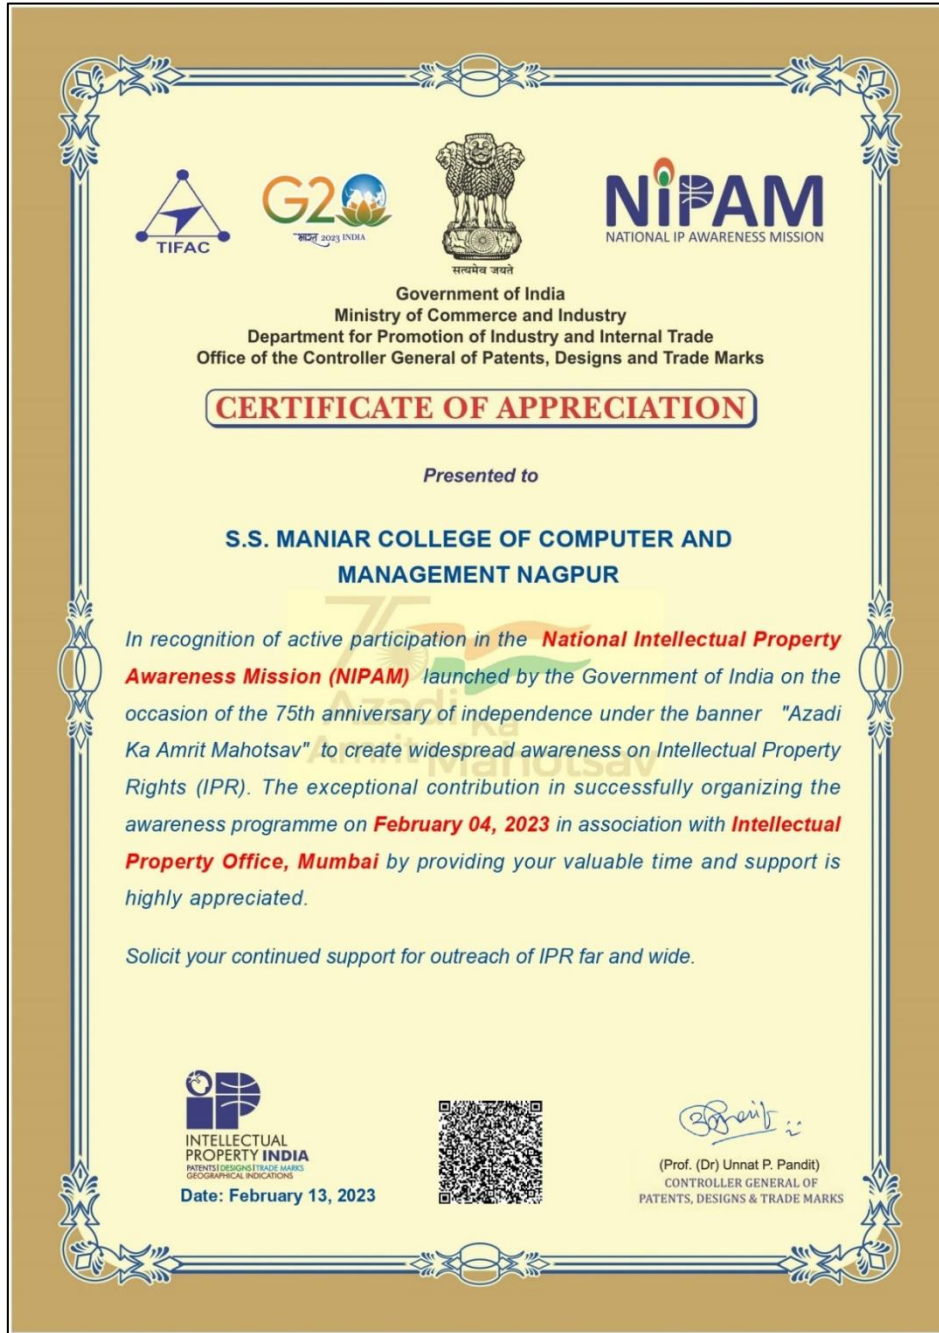 TIFAC
G20
भारत 2023 INDIA
सत्यमेव जयते
NiPAM
NATIONAL IP AWARENESS MISSION
Government of India
Ministry of Commerce and Industry
Department for Promotion of Industry and Internal Trade
Office of the Controller General of Patents, Designs and Trade Marks
CERTIFICATE OF APPRECIATION
Presented to
S.S. MANIAR COLLEGE OF COMPUTER AND
MANAGEMENT NAGPUR
75
Azadi Ka
Amrit Mahotsav
In recognition of active participation in the National Intellectual Property
Awareness Mission (NIPAM) launched by the Government of India on the
occasion of the 75th anniversary of independence under the banner "Azadi
Ka Amrit Mahotsav" to create widespread awareness on Intellectual Property
Rights (IPR). The exceptional contribution in successfully organizing the
awareness programme on February 04, 2023 in association with Intellectual
Property Office, Mumbai by providing your valuable time and support is
highly appreciated.
Solicit your continued support for outreach of IPR far and wide.
iP
INTELLECTUAL
PROPERTY INDIA
PATENTS | DESIGNS | TRADE MARKS
GEOGRAPHICAL INDICATIONS
Date: February 13, 2023
(Prof. (Dr) Unnat P. Pandit)
CONTROLLER GENERAL OF
PATENTS, DESIGNS & TRADE MARKS